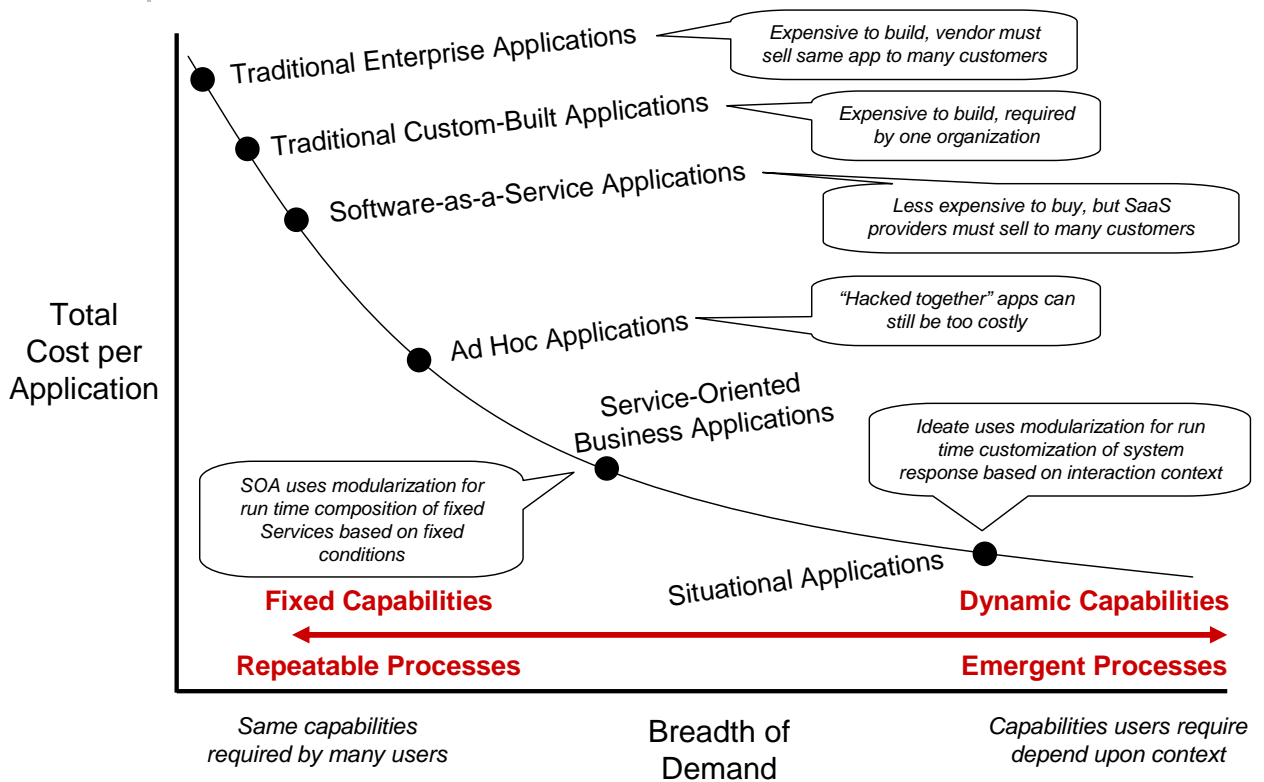 Traditional Enterprise Applications
Expensive to build, vendor must
sell same app to many customers
Traditional Custom-Built Applications
Expensive to build, required
by one organization
Software-as-a-Service Applications
Less expensive to buy, but SaaS
providers must sell to many customers
Total
Cost per
Application
Ad Hoc Applications
“Hacked together” apps can
still be too costly
Service-Oriented
Business Applications
Ideate uses modularization for run
time customization of system
response based on interaction context
SOA uses modularization for
run time composition of fixed
Services based on fixed
conditions
Situational Applications
Fixed Capabilities
Dynamic Capabilities
Repeatable Processes
Emergent Processes
Same capabilities
required by many users
Breadth of
Demand
Capabilities users require
depend upon context